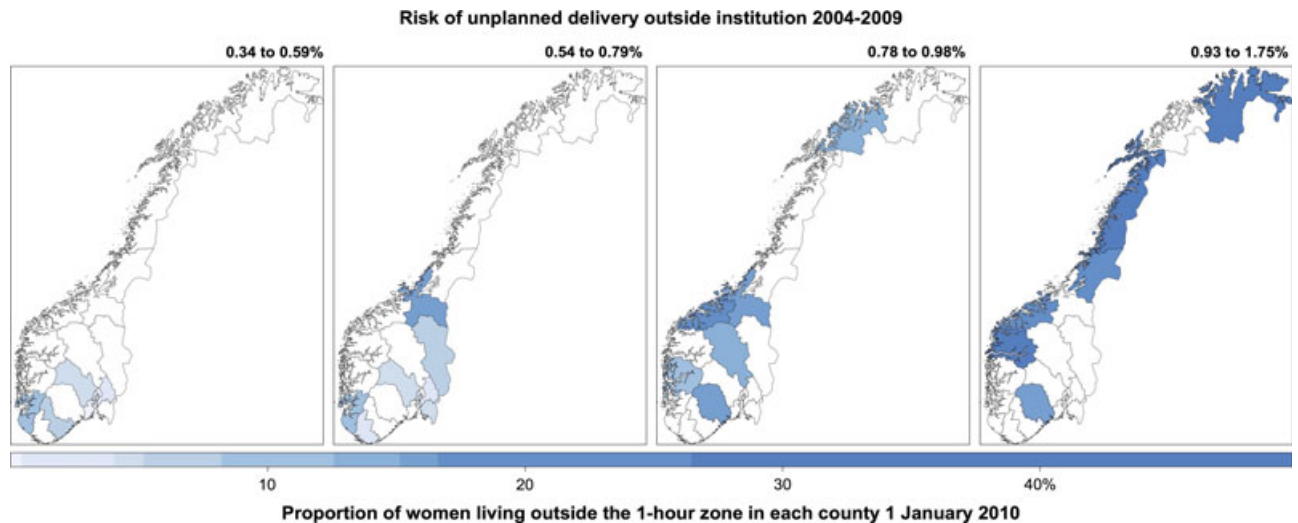 Risk of unplanned delivery outside institution 2004-2009
0.34 to 0.59%
0.54 to 0.79%
0.78 to 0.98%
0.93 to 1.75%
10
20
30
40%
Proportion of women living outside the 1-hour zone in each county 1 January 2010